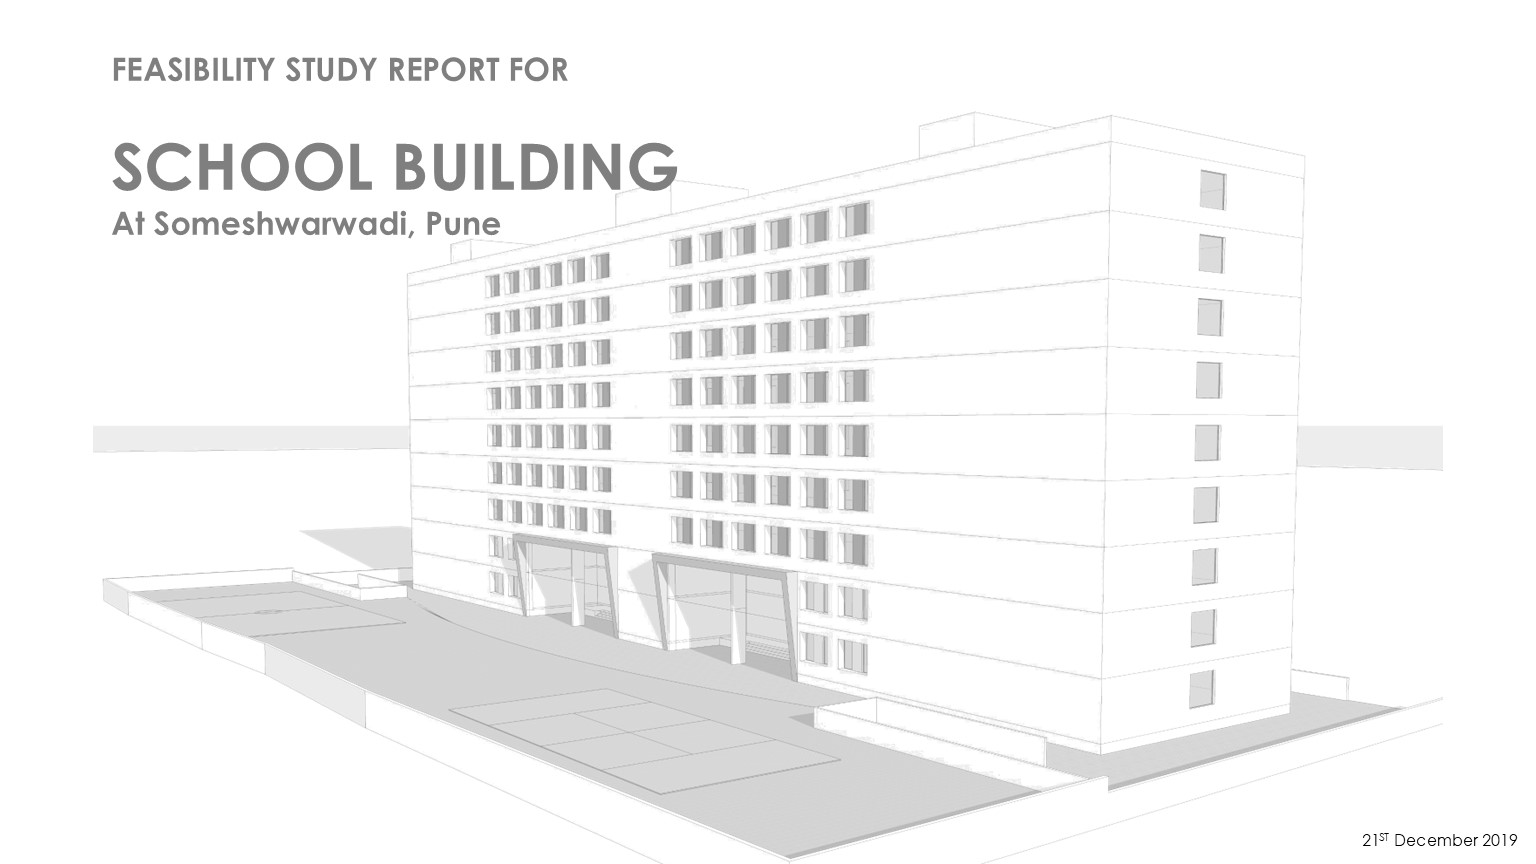 FEASIBILITY STUDY REPORT FOR
SCHOOL BUILDING
At Someshwarwadi, Pune
21ST December 2019